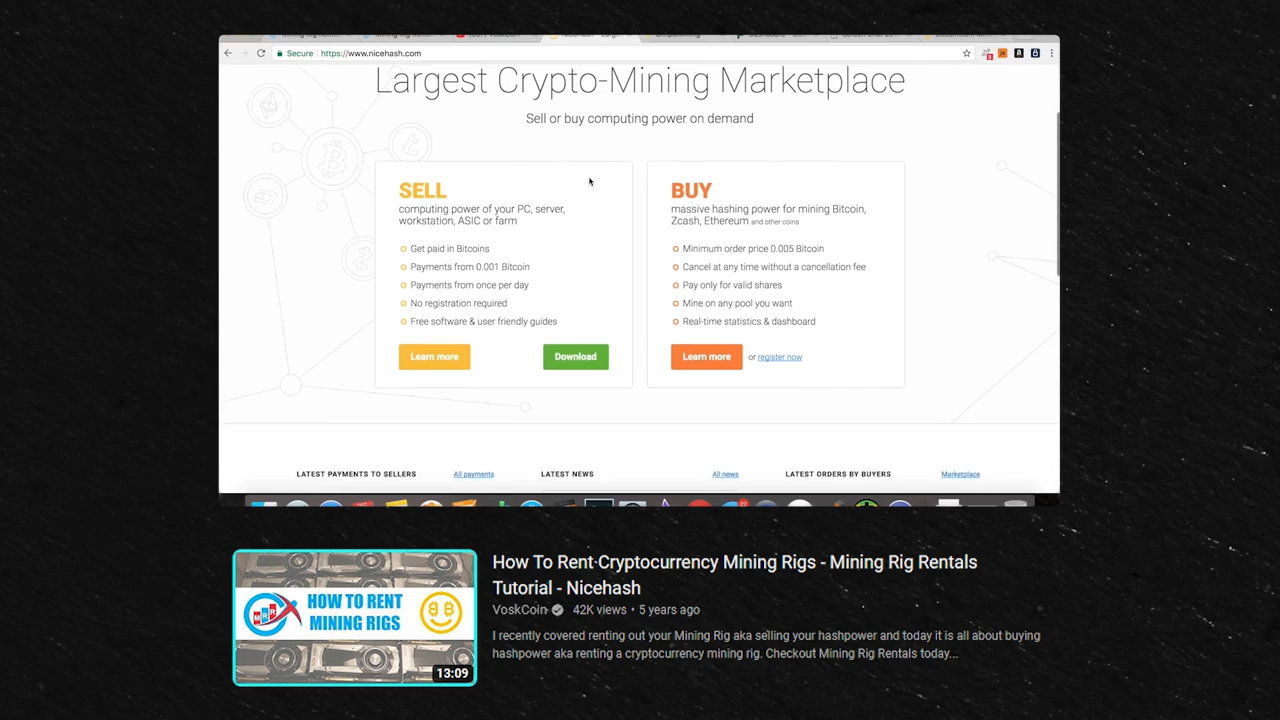 Secure
https://www.nicehash.com
Largest Crypto-Mining Marketplace
Sell or buy computing power on demand
SELL
computing power of your PC, server,
workstation, ASIC or farm
Get paid in Bitcoins
Payments from 0.001 Bitcoin
Payments from once per day
No registration required
Free software & user friendly guides
Learn more
Download
BUY
massive hashing power for mining Bitcoin,
Zcash, Ethereum and other coins
Minimum order price 0.005 Bitcoin
Cancel at any time without a cancellation fee
Pay only for valid shares
Mine on any pool you want
Real-time statistics & dashboard
Learn more or register now
LATEST PAYMENTS TO SELLERS
All payments
LATEST NEWS
All news
LATEST ORDERS BY BUYERS
Marketplace
MRR
HOW TO RENT
MINING RIGS
13:09
How To Rent Cryptocurrency Mining Rigs - Mining Rig Rentals
Tutorial - Nicehash
VoskCoin 42K views • 5 years ago
I recently covered renting out your Mining Rig aka selling your hashpower and today it is all about buying
hashpower aka renting a cryptocurrency mining rig. Checkout Mining Rig Rentals today...